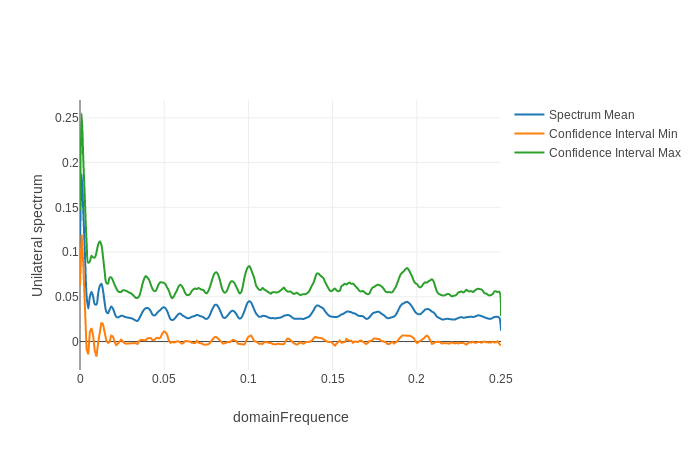 Spectrum Mean
Confidence Interval Min
Confidence Interval Max
Unilateral spectrum
0.25
0.2
0.15
0.1
0.05
0
0 0.05 0.1 0.15 0.2 0.25
domainFrequence